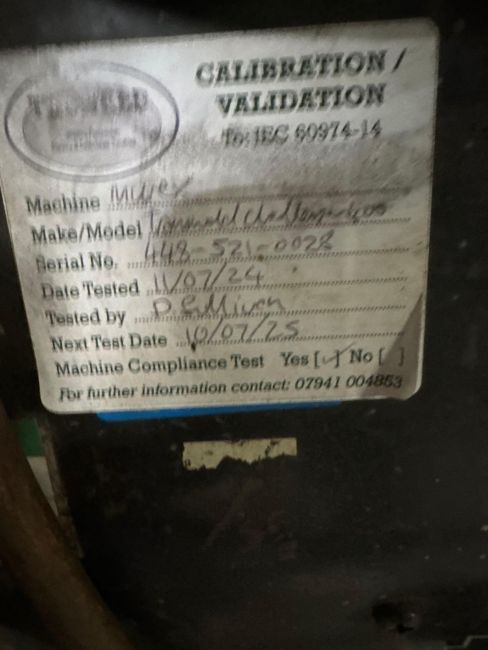 CALIBRATION /
VALIDATION
To: IEC 60974-14
Machine
Make/Model
Serial No. 448-521-0028
Date Tested 11/07/24
Tested by
Next Test Date 10/07/25
Machine Compliance Test Yes [✓] No [ ]
For further information contact: 07941 004853